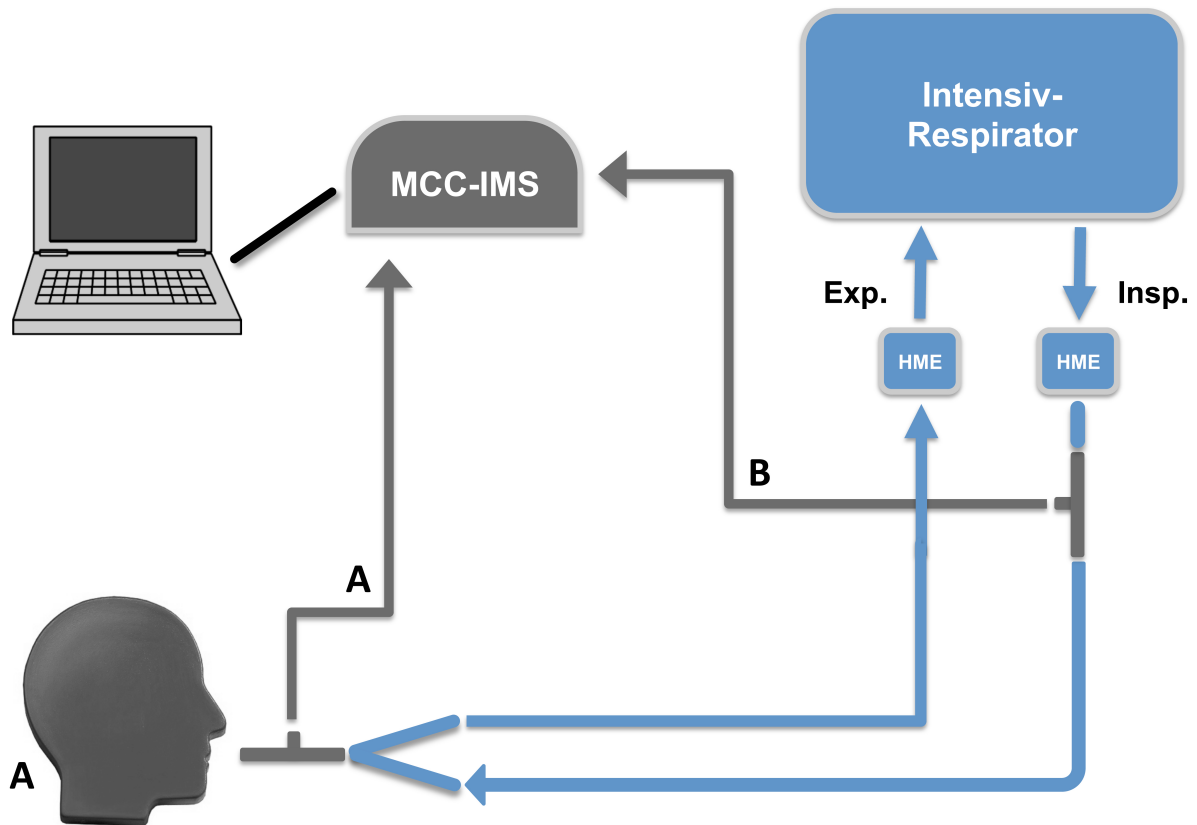 Intensiv-
Respirator
MCC-IMS
Exp.
Insp.
HME
HME
B
A
A